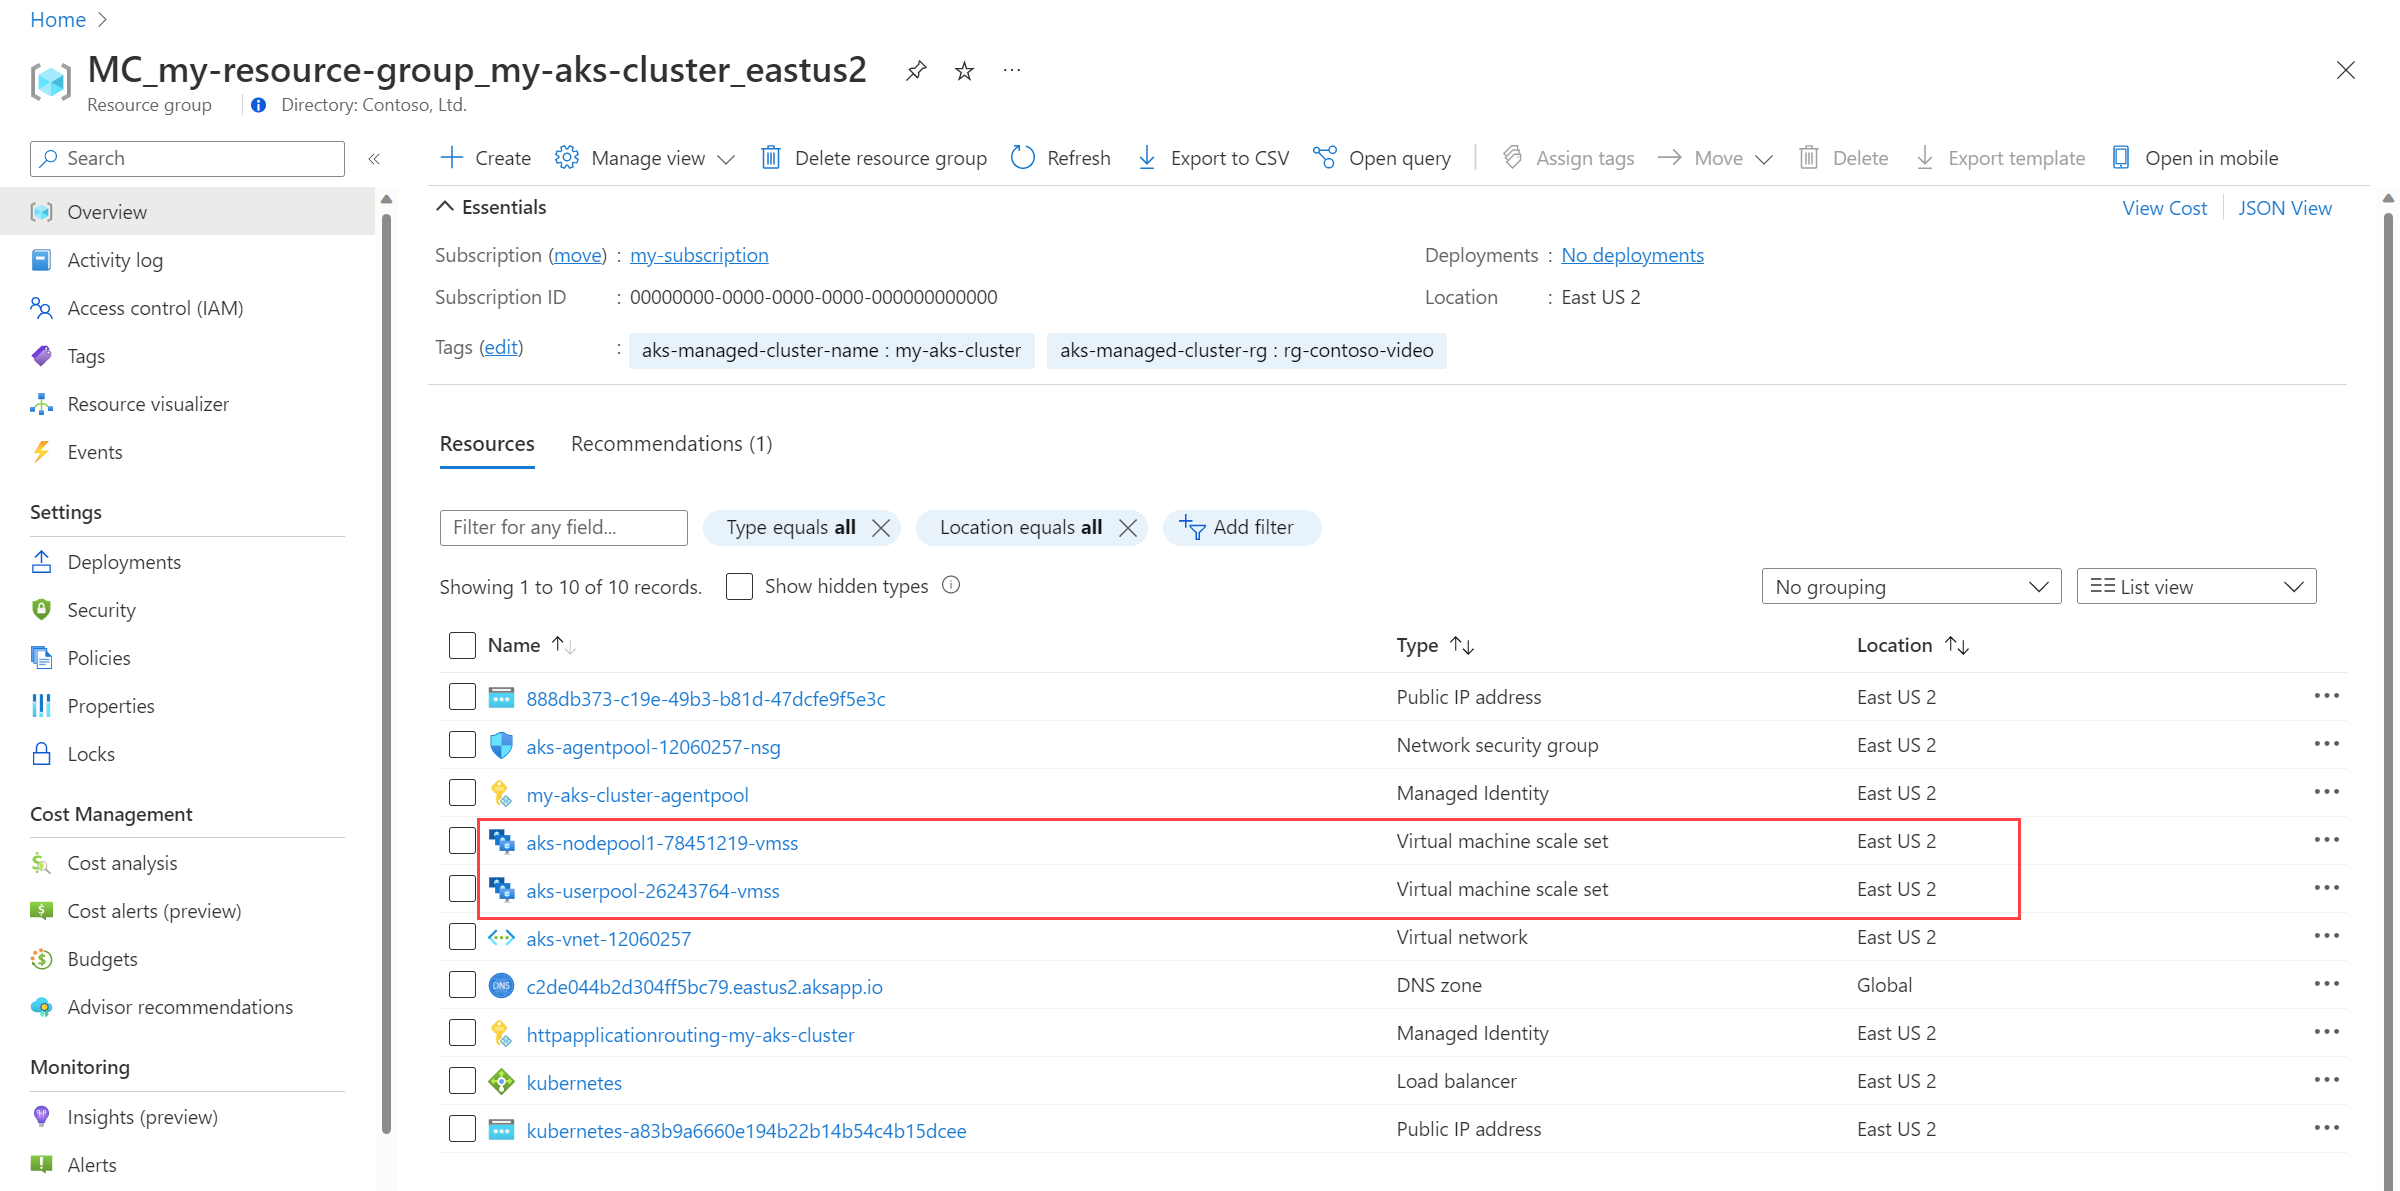 Home
MC_my-resource-group_my-aks-cluster_eastus2
Resource group Directory: Contoso, Ltd.
Search
Create Manage view Delete resource group Refresh Export to CSV Open query Assign tags Move Delete Export template Open in mobile
Overview
Activity log
Access control (IAM)
Tags
Resource visualizer
Events
Settings
Deployments
Security
Policies
Properties
Locks
Cost Management
Cost analysis
Cost alerts (preview)
Budgets
Advisor recommendations
Monitoring
Insights (preview)
Alerts
Essentials
View Cost JSON View
Subscription (move) : my-subscription
Subscription ID : 00000000-0000-0000-0000-000000000000
Deployments : No deployments
Location : East US 2
Tags (edit) : aks-managed-cluster-name : my-aks-cluster aks-managed-cluster-rg : rg-contoso-video
Resources Recommendations (1)
Filter for any field... Type equals all Location equals all Add filter
Showing 1 to 10 of 10 records. Show hidden types No grouping List view
Name Type Location
888db373-c19e-49b3-b81d-47dcfe9f5e3c Public IP address East US 2
aks-agentpool-12060257-nsg Network security group East US 2
my-aks-cluster-agentpool Managed Identity East US 2
aks-nodepool1-78451219-vmss Virtual machine scale set East US 2
aks-userpool-26243764-vmss Virtual machine scale set East US 2
aks-vnet-12060257 Virtual network East US 2
DNS c2de044b2d304ff5bc79.eastus2.aksapp.io DNS zone Global
httpapplicationrouting-my-aks-cluster Managed Identity East US 2
kubernetes Load balancer East US 2
kubernetes-a83b9a6660e194b22b14b54c4b15dcee Public IP address East US 2